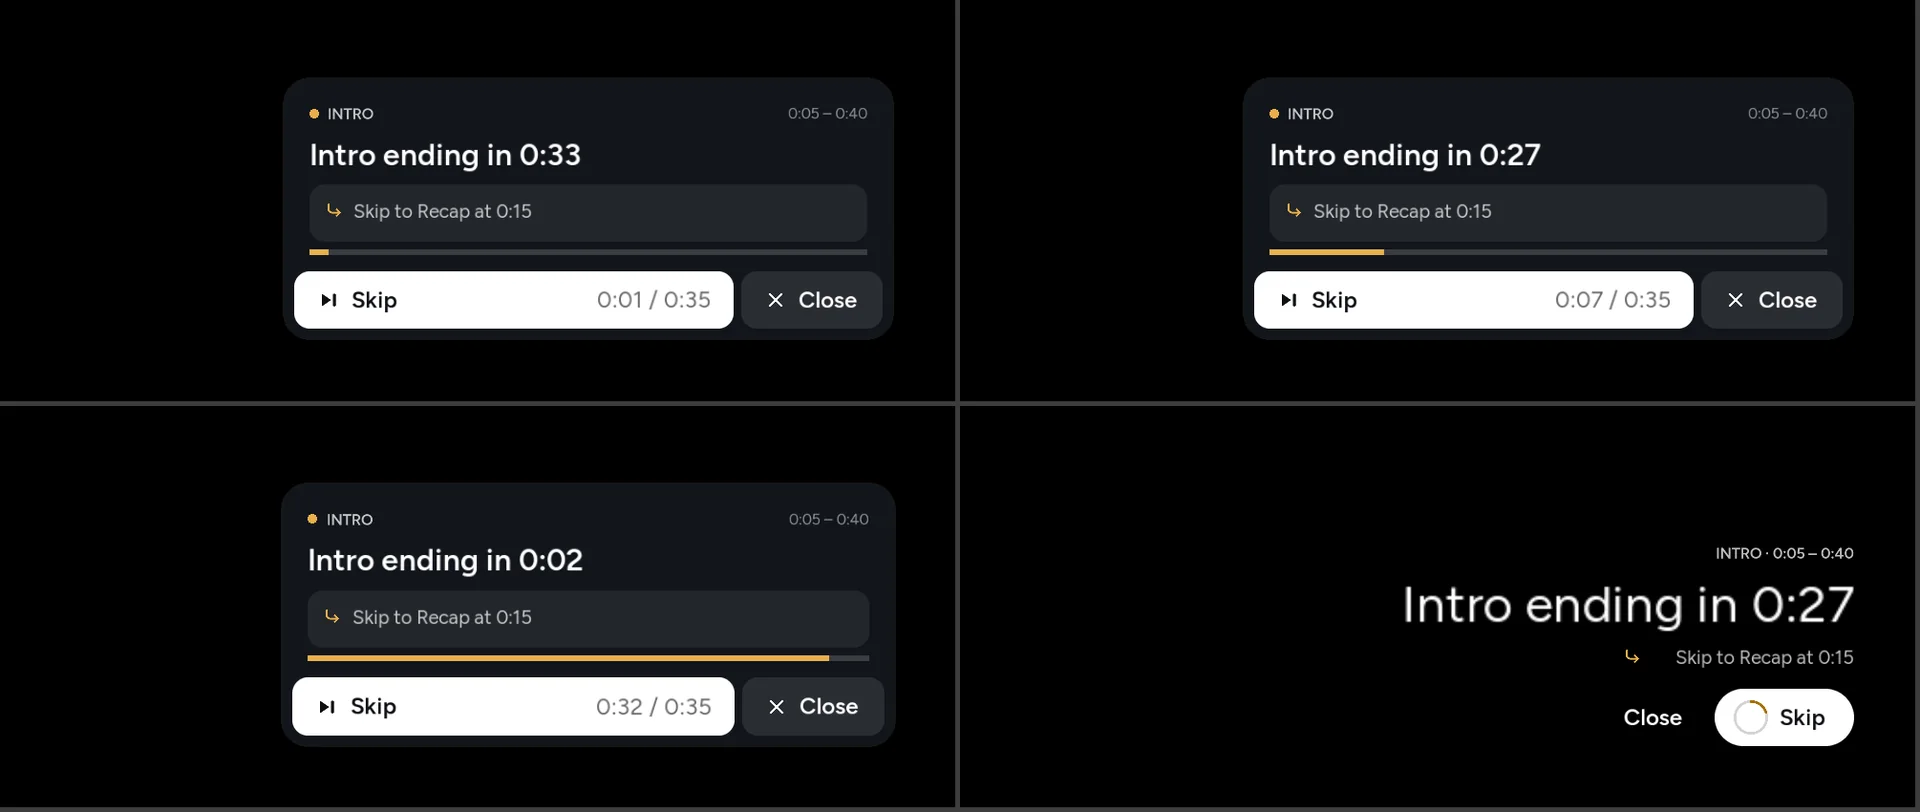 INTRO 0:05 – 0:40
Intro ending in 0:33
Skip to Recap at 0:15
Skip 0:01 / 0:35 Close
INTRO 0:05 – 0:40
Intro ending in 0:27
Skip to Recap at 0:15
Skip 0:07 / 0:35 Close
INTRO 0:05 – 0:40
Intro ending in 0:02
Skip to Recap at 0:15
Skip 0:32 / 0:35 Close
INTRO · 0:05 – 0:40
Intro ending in 0:27
Skip to Recap at 0:15
Close Skip